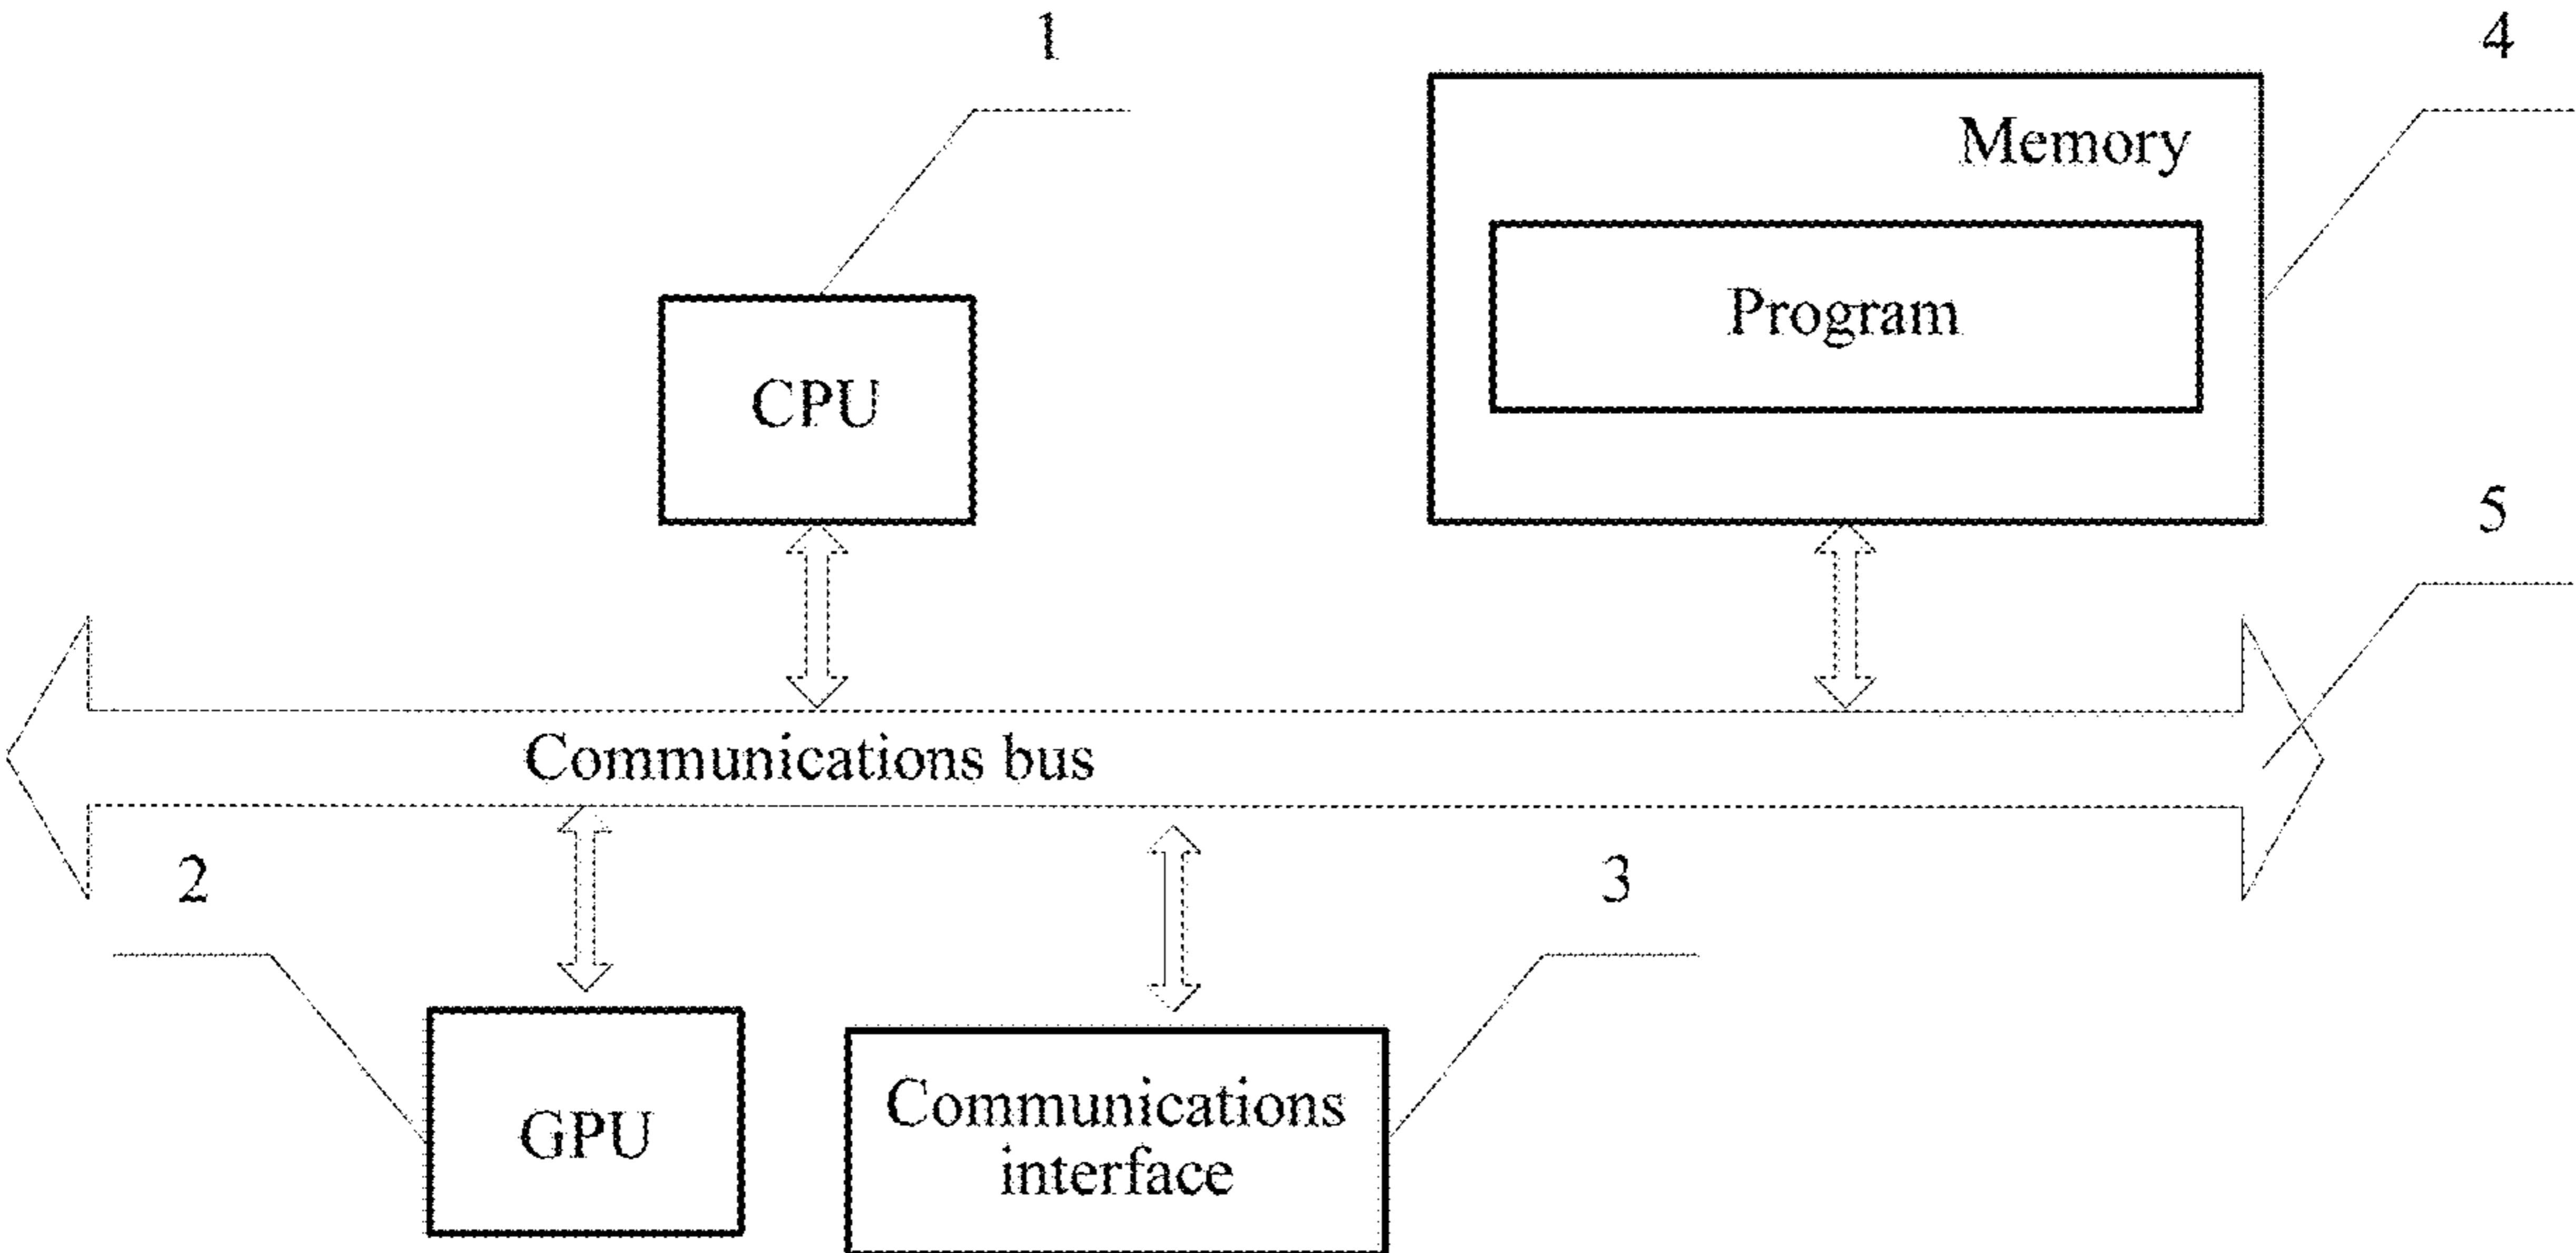 1
4
Memory
Program
CPU
5
Communications bus
2
3
GPU
Communications
interface